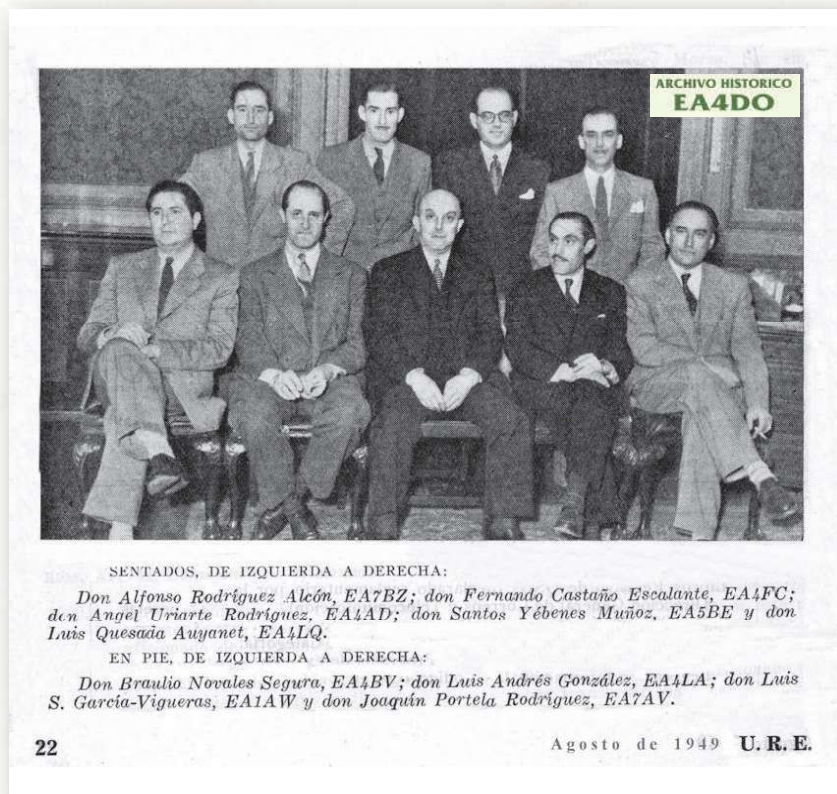 ARCHIVO HISTORICO
EA4DO
SENTADOS, DE IZQUIERDA A DERECHA:
Don Alfonso Rodríguez Alcón, EA7BZ; don Fernando Castaño Escalante, EA4FC;
don Angel Uriarte Rodríguez, EA4AD; don Santos Yébenes Muñoz, EA5BE y don
Luis Quesada Auyanet, EA4LQ.
EN PIE, DE IZQUIERDA A DERECHA:
Don Braulio Novales Segura, EA4BV; don Luis Andrés González, EA4LA; don Luis
S. García-Vigueras, EA1AW y don Joaquín Portela Rodríguez, EA7AV.
22 Agosto de 1949 U. R. E.